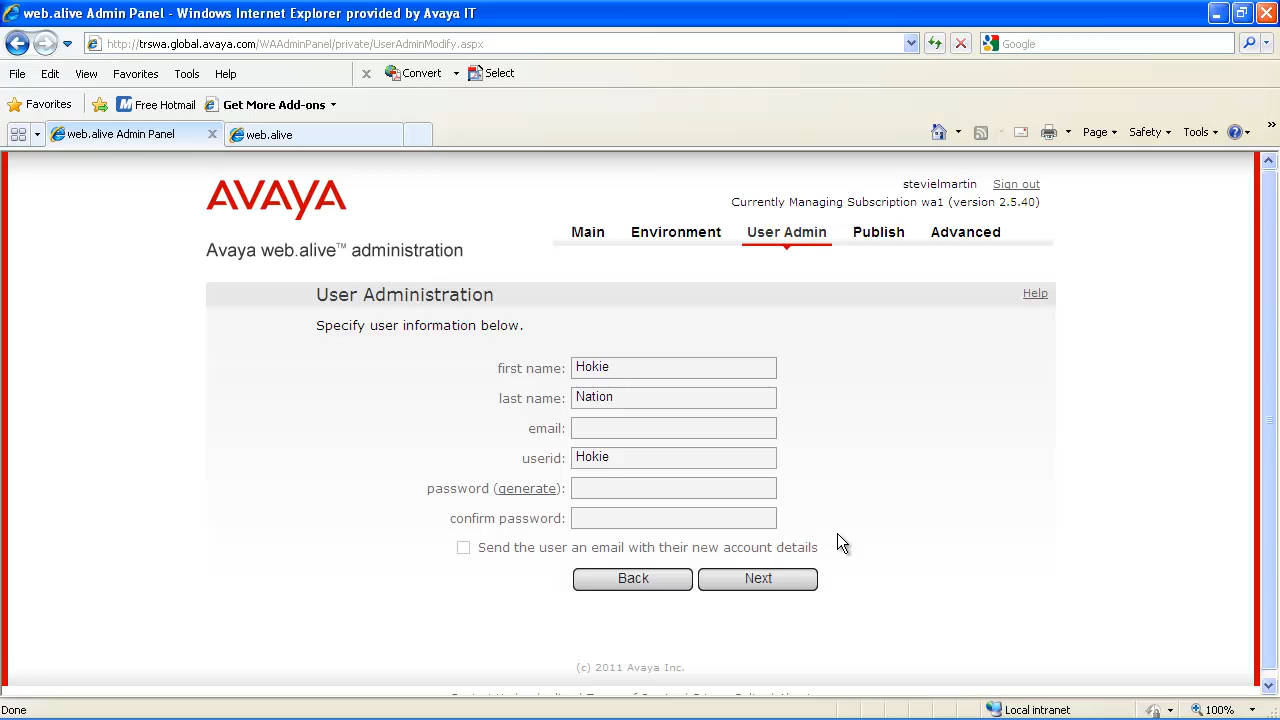 web.alive Admin Panel - Windows Internet Explorer provided by Avaya IT
http://trswa.global.avaya.com/WAAdminPanel/private/UserAdminModify.aspx
Google
File Edit View Favorites Tools Help
Convert Select
Favorites Free Hotmail Get More Add-ons
web.alive Admin Panel web.alive
Page Safety Tools
AVAYA
stevielmartin Sign out
Currently Managing Subscription wa1 (version 2.5.40)
Main Environment User Admin Publish Advanced
Avaya web.alive™ administration
User Administration Help
Specify user information below.
first name: Hokie
last name: Nation
email:
userid: Hokie
password (generate):
confirm password:
Send the user an email with their new account details
Back Next
(c) 2011 Avaya Inc.
Done Local intranet 100%